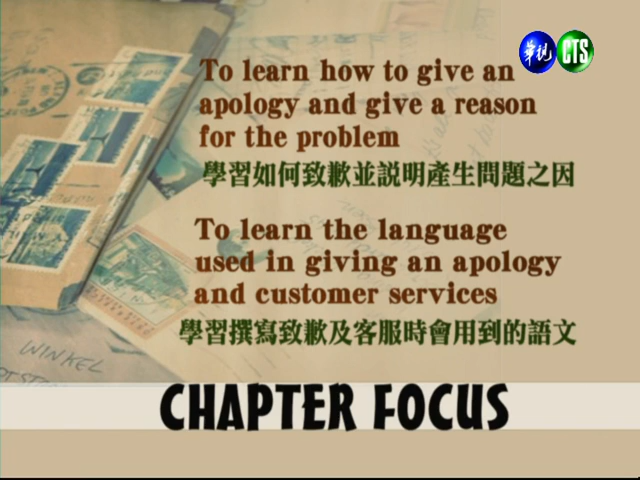 華視 CTS
To learn how to give an
apology and give a reason
for the problem
學習如何致歉並説明產生問題之因
To learn the language
used in giving an apology
and customer services
學習撰寫致歉及客服時會用到的語文
WINKEL
CHAPTER FOCUS